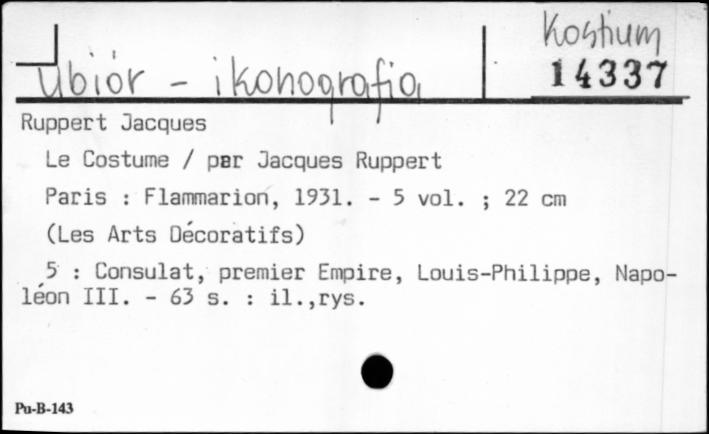 Kostium
Ubiór - ikonografia
14337
Ruppert Jacques
Le Costume / par Jacques Ruppert
Paris : Flammarion, 1931. - 5 vol. ; 22 cm
(Les Arts Décoratifs)
5 : Consulat, premier Empire, Louis-Philippe, Napo-
léon III. - 63 s. : il.,rys.
Pu-B-143